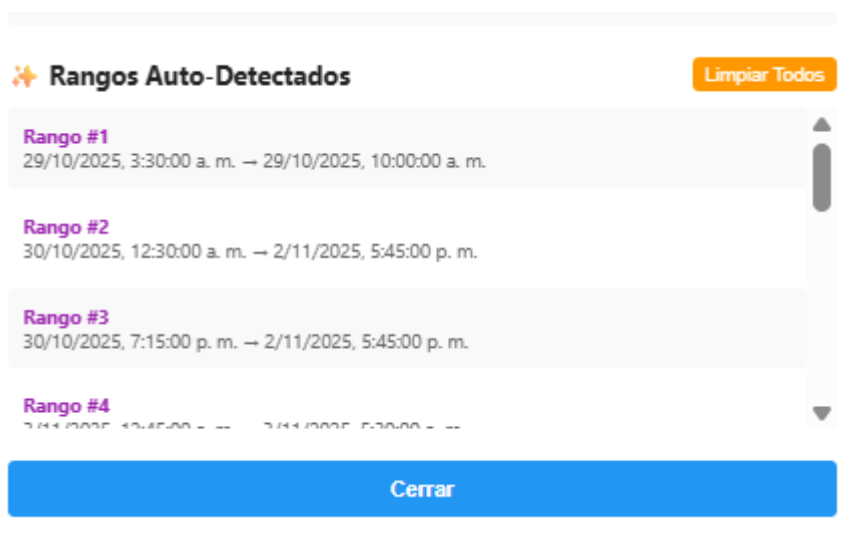 Rangos Auto-Detectados
Limpiar Todos
Rango #1
29/10/2025, 3:30:00 a. m. → 29/10/2025, 10:00:00 a. m.
Rango #2
30/10/2025, 12:30:00 a. m. → 2/11/2025, 5:45:00 p. m.
Rango #3
30/10/2025, 7:15:00 p. m. → 2/11/2025, 5:45:00 p. m.
Rango #4
Cerrar